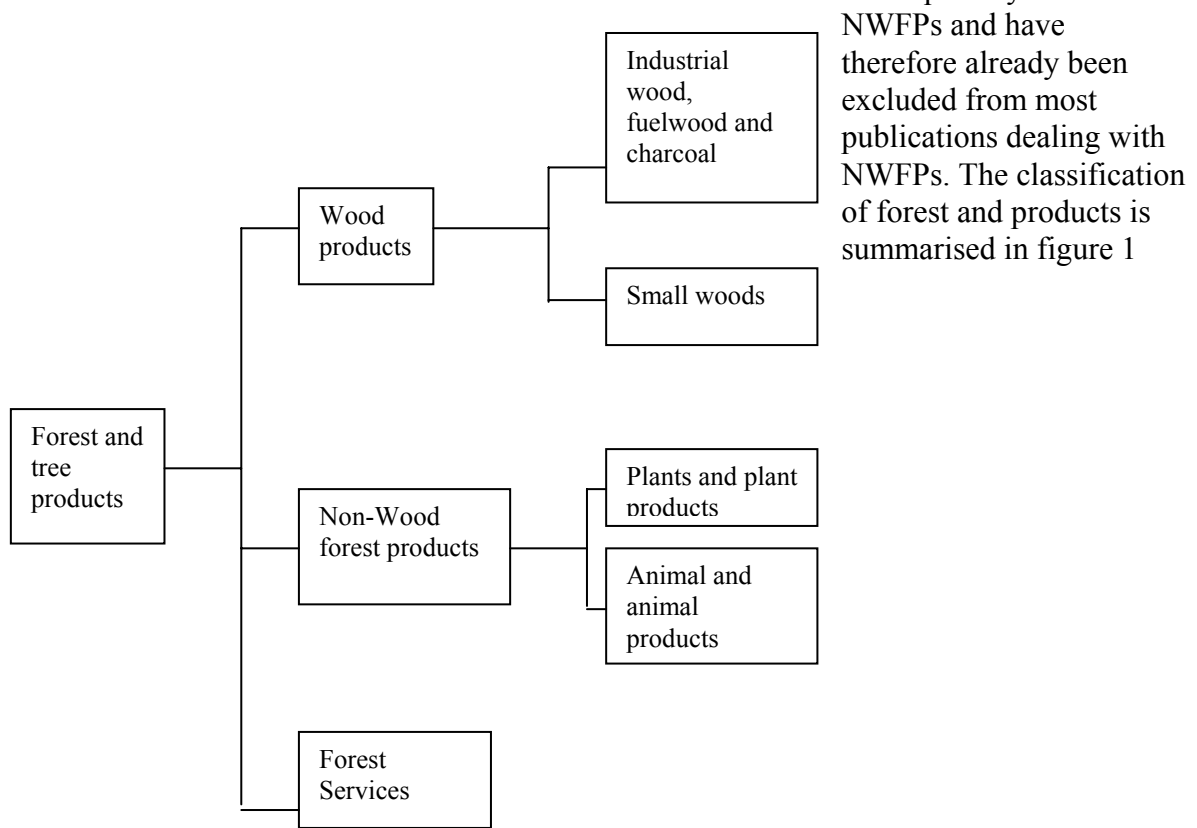 NWFPs and have
therefore already been
excluded from most
publications dealing with
NWFPs. The classification
of forest and products is
summarised in figure 1
Industrial
wood,
fuelwood and
charcoal
Wood
products
Small woods
Forest and
tree
products
Plants and plant
products
Non-Wood
forest products
Animal and
animal
products
Forest
Services